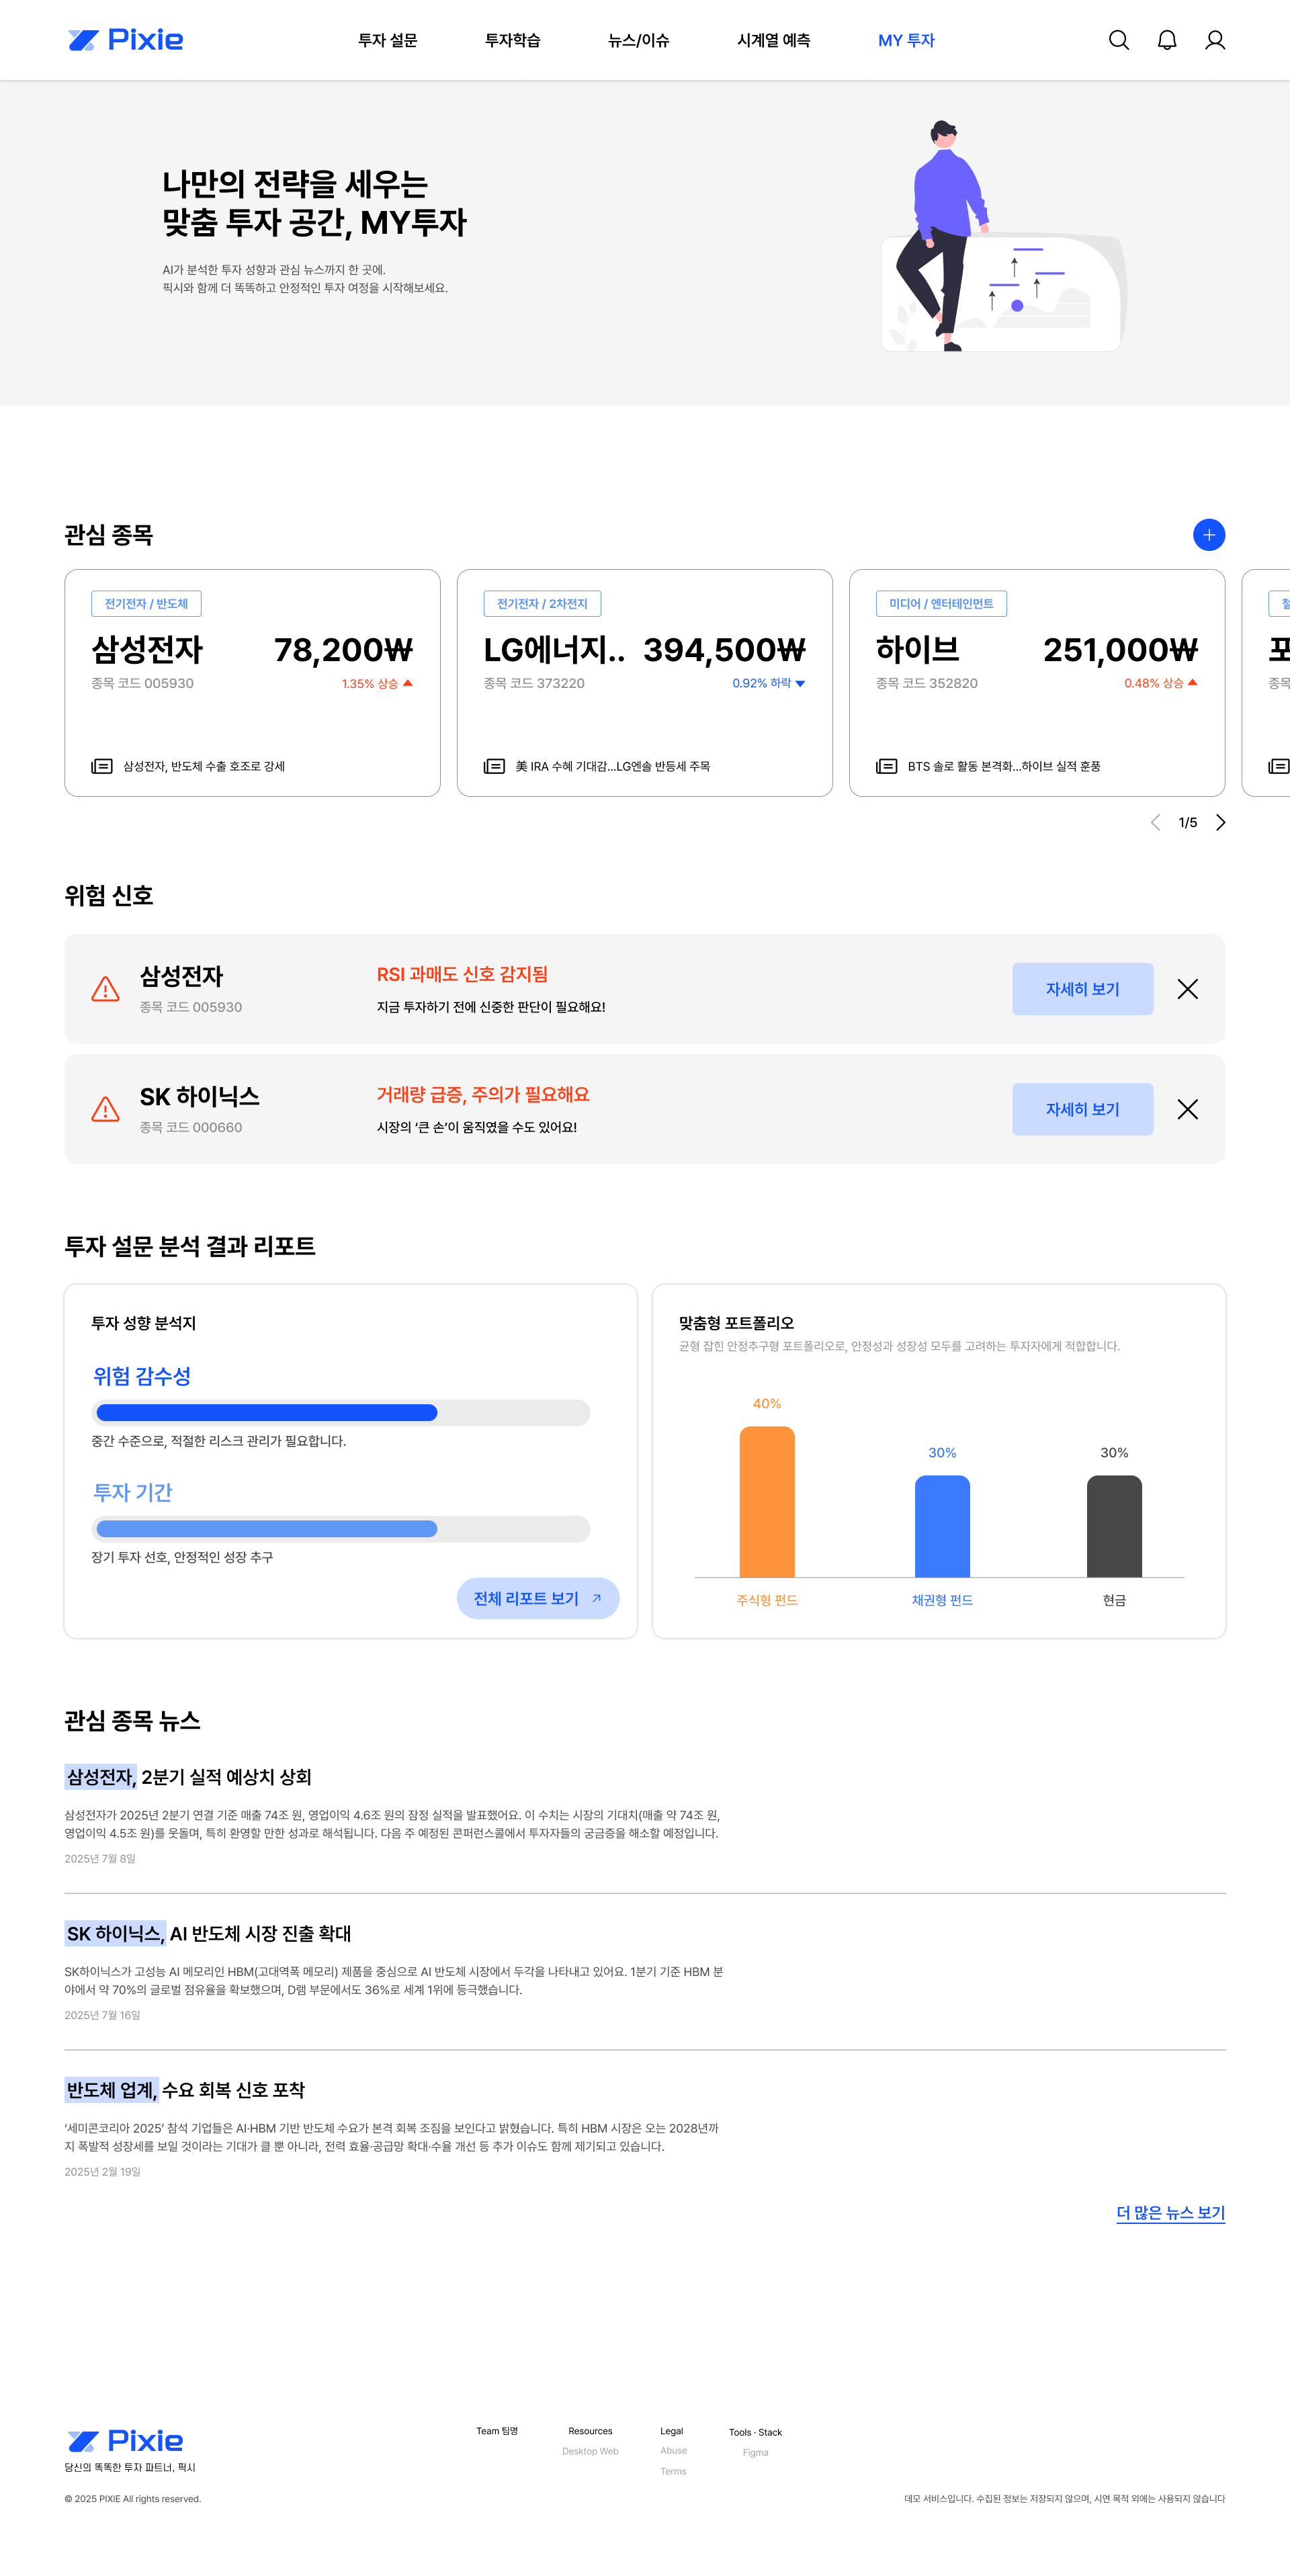 Pixie
투자 설문
투자학습
뉴스/이슈
시계열 예측
MY 투자
나만의 전략을 세우는
맞춤 투자 공간, MY투자
AI가 분석한 투자 성향과 관심 뉴스까지 한 곳에.
픽시와 함께 더 똑똑하고 안정적인 투자 여정을 시작해보세요.
관심 종목
전기전자 / 반도체
삼성전자 78,200₩
종목 코드 005930 1.35% 상승
삼성전자, 반도체 수출 호조로 강세
전기전자 / 2차전지
LG에너지.. 394,500₩
종목 코드 373220 0.92% 하락
美 IRA 수혜 기대감...LG엔솔 반등세 주목
미디어 / 엔터테인먼트
하이브 251,000₩
종목 코드 352820 0.48% 상승
BTS 솔로 활동 본격화...하이브 실적 훈풍
철
포
종목
1/5
위험 신호
삼성전자
종목 코드 005930
RSI 과매도 신호 감지됨
지금 투자하기 전에 신중한 판단이 필요해요!
자세히 보기
SK 하이닉스
종목 코드 000660
거래량 급증, 주의가 필요해요
시장의 ‘큰 손’이 움직였을 수도 있어요!
자세히 보기
투자 설문 분석 결과 리포트
투자 성향 분석지
위험 감수성
중간 수준으로, 적절한 리스크 관리가 필요합니다.
투자 기간
장기 투자 선호, 안정적인 성장 추구
전체 리포트 보기
맞춤형 포트폴리오
균형 잡힌 안정추구형 포트폴리오로, 안정성과 성장성 모두를 고려하는 투자자에게 적합합니다.
40%
30%
30%
주식형 펀드
채권형 펀드
현금
관심 종목 뉴스
삼성전자, 2분기 실적 예상치 상회
삼성전자가 2025년 2분기 연결 기준 매출 74조 원, 영업이익 4.6조 원의 잠정 실적을 발표했어요. 이 수치는 시장의 기대치(매출 약 74조 원,
영업이익 4.5조 원)를 웃돌며, 특히 환영할 만한 성과로 해석됩니다. 다음 주 예정된 콘퍼런스콜에서 투자자들의 궁금증을 해소할 예정입니다.
2025년 7월 8일
SK 하이닉스, AI 반도체 시장 진출 확대
SK하이닉스가 고성능 AI 메모리인 HBM(고대역폭 메모리) 제품을 중심으로 AI 반도체 시장에서 두각을 나타내고 있어요. 1분기 기준 HBM 분
야에서 약 70%의 글로벌 점유율을 확보했으며, D램 부문에서도 36%로 세계 1위에 등극했습니다.
2025년 7월 16일
반도체 업계, 수요 회복 신호 포착
‘세미콘코리아 2025’ 참석 기업들은 AI·HBM 기반 반도체 수요가 본격 회복 조짐을 보인다고 밝혔습니다. 특히 HBM 시장은 오는 2028년까
지 폭발적 성장세를 보일 것이라는 기대가 클 뿐 아니라, 전력 효율·공급망 확대·수율 개선 등 추가 이슈도 함께 제기되고 있습니다.
2025년 2월 19일
더 많은 뉴스 보기
Pixie
당신의 똑똑한 투자 파트너, 픽시
Team 팀명
Resources
Desktop Web
Legal
Abuse
Terms
Tools · Stack
Figma
© 2025 PIXIE All rights reserved.
데모 서비스입니다. 수집된 정보는 저장되지 않으며, 시연 목적 외에는 사용되지 않습니다